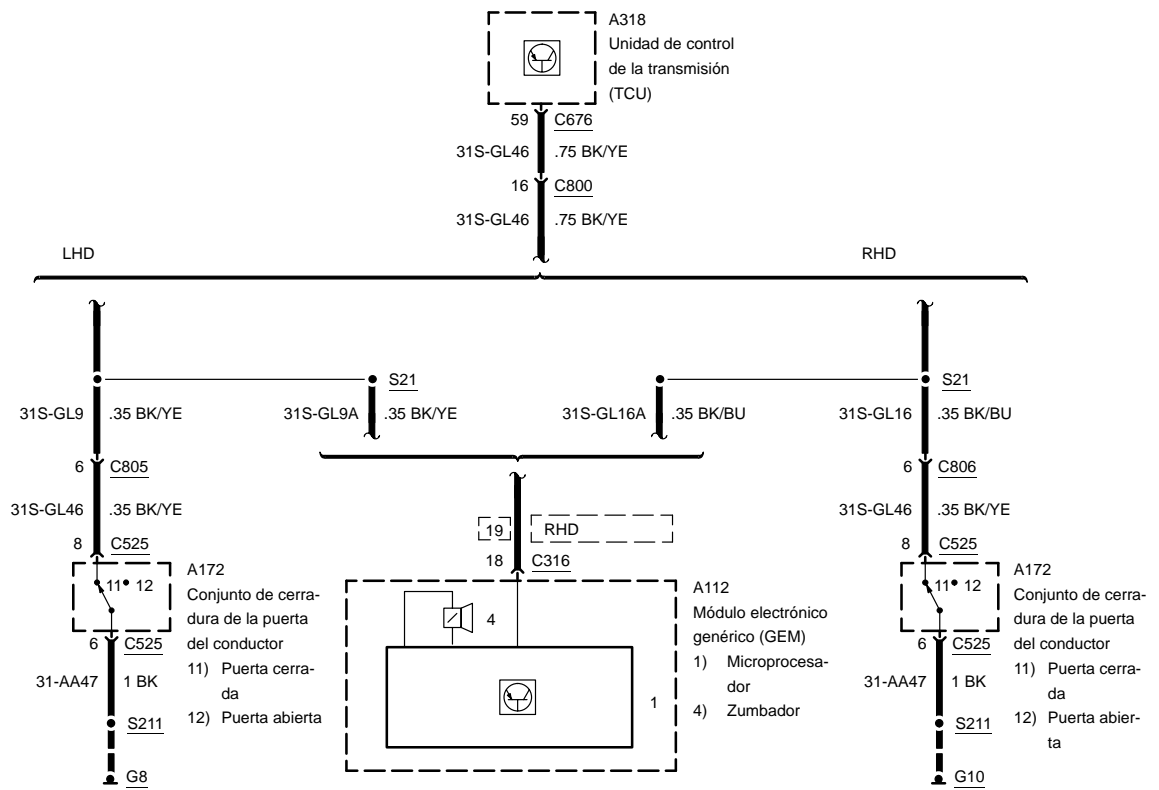 A318
Unidad de control
de la transmisión
(TCU)
59 C676
31S-GL46 .75 BK/YE
16 C800
31S-GL46 .75 BK/YE
LHD RHD
S21 S21
31S-GL9 .35 BK/YE 31S-GL9A .35 BK/YE 31S-GL16A .35 BK/BU 31S-GL16 .35 BK/BU
6 C805 6 C806
31S-GL46 .35 BK/YE 31S-GL46 .35 BK/YE
19 RHD
8 C525 18 C316 8 C525
A172
Conjunto de cerra-
dura de la puerta
del conductor
11) Puerta cerra-
da
12) Puerta abierta
11 12
6 C525
31-AA47 1 BK
S211
G8
4
1
A112
Módulo electrónico
genérico (GEM)
1) Microprocesa-
dor
4) Zumbador
A172
Conjunto de cerra-
dura de la puerta
del conductor
11) Puerta cerra-
da
12) Puerta abier-
ta
11 12
6 C525
31-AA47 1 BK
S211
G10